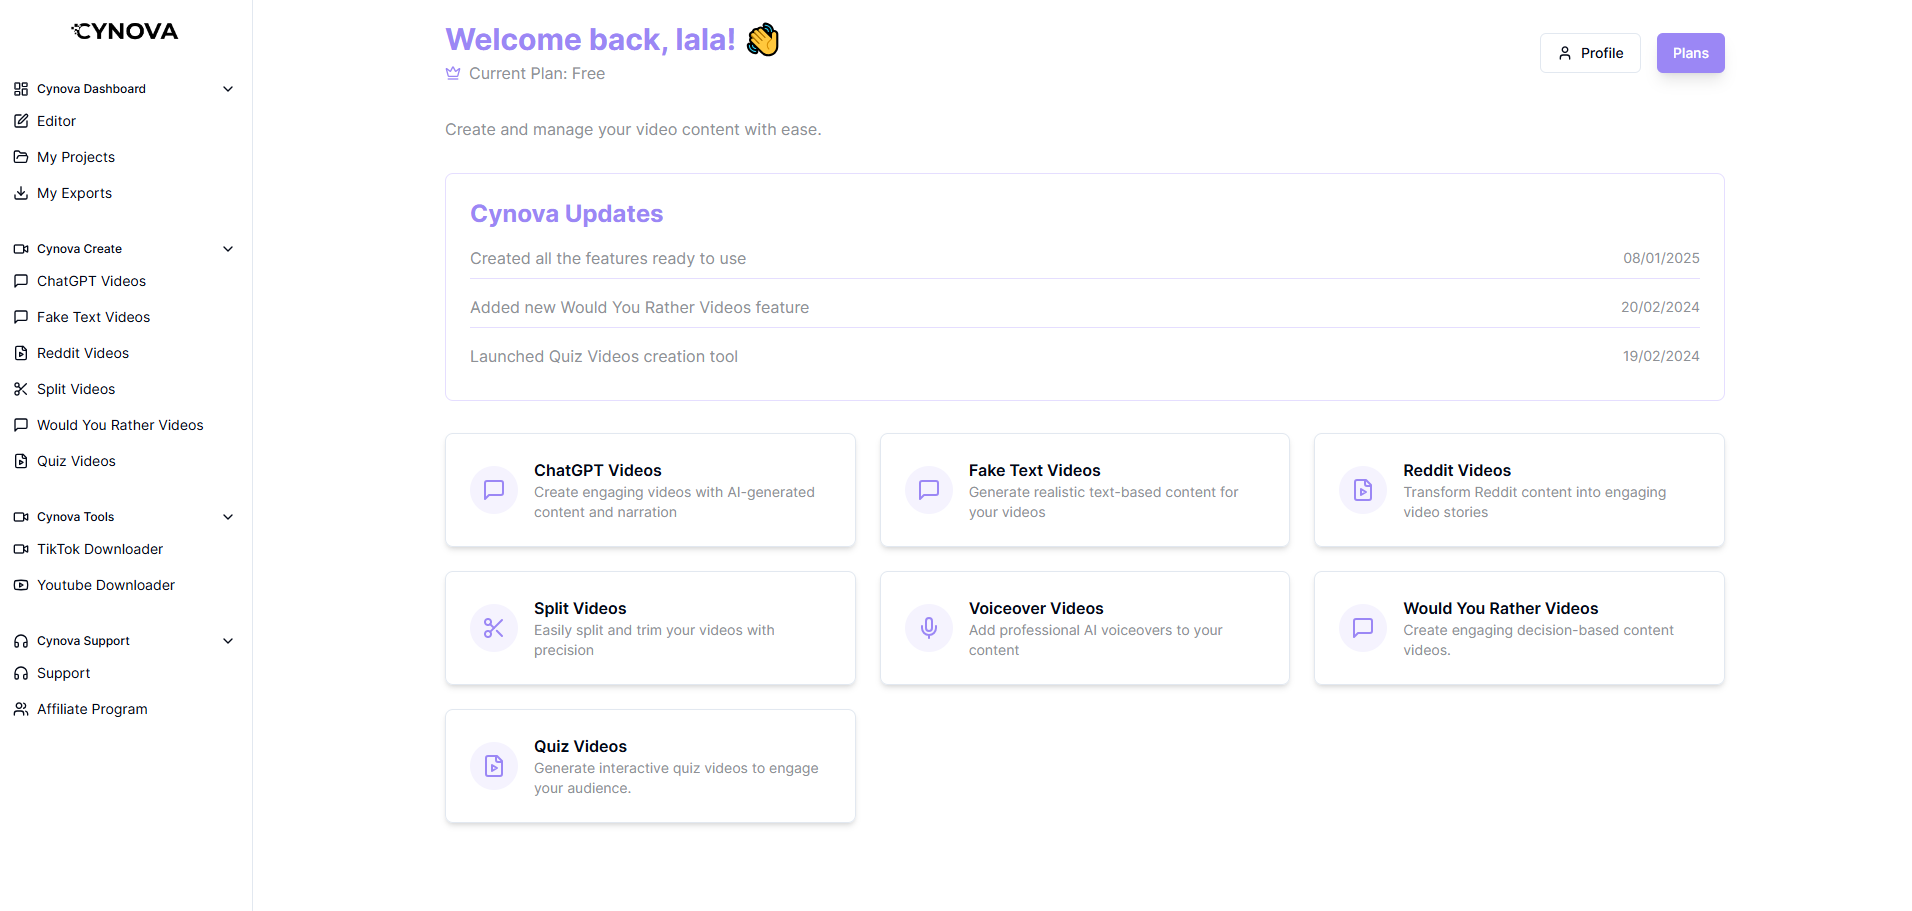 CYNOVA
Cynova Dashboard
Editor
My Projects
My Exports
Cynova Create
ChatGPT Videos
Fake Text Videos
Reddit Videos
Split Videos
Would You Rather Videos
Quiz Videos
Cynova Tools
TikTok Downloader
Youtube Downloader
Cynova Support
Support
Affiliate Program
Welcome back, lala! 👋
Current Plan: Free
Profile
Plans
Create and manage your video content with ease.
Cynova Updates
Created all the features ready to use 08/01/2025
Added new Would You Rather Videos feature 20/02/2024
Launched Quiz Videos creation tool 19/02/2024
ChatGPT Videos
Create engaging videos with AI-generated
content and narration
Fake Text Videos
Generate realistic text-based content for
your videos
Reddit Videos
Transform Reddit content into engaging
video stories
Split Videos
Easily split and trim your videos with
precision
Voiceover Videos
Add professional AI voiceovers to your
content
Would You Rather Videos
Create engaging decision-based content
videos.
Quiz Videos
Generate interactive quiz videos to engage
your audience.